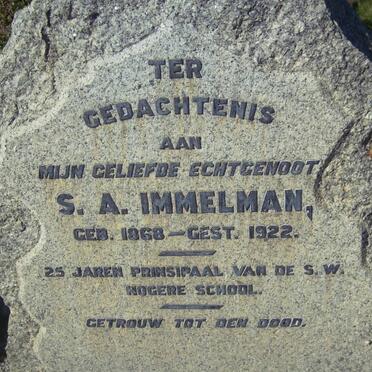 TER
GEDACHTENIS
AAN
MIJN GELIEFDE ECHTGENOOT
S. A. IMMELMAN,
GEB. 1868 — GEST. 1922.
25 JAREN PRINSIPAAL VAN DE S.W.
HOGERE SCHOOL.
GETROUW TOT DEN DOOD.